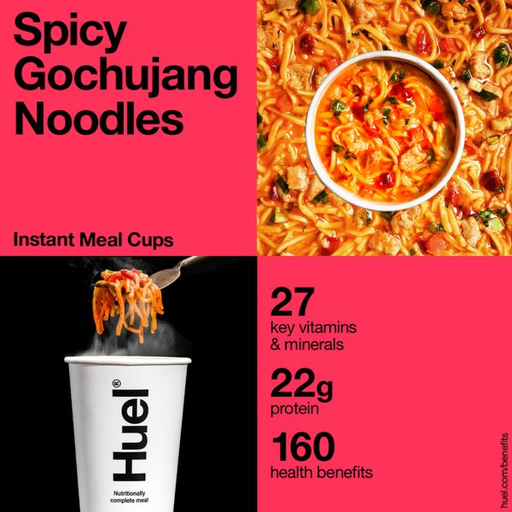 Spicy
Gochujang
Noodles
Instant Meal Cups
27
key vitamins
& minerals
22g
protein
160
health benefits
Huel®
Nutritionally
complete meal
huel.com/benefits